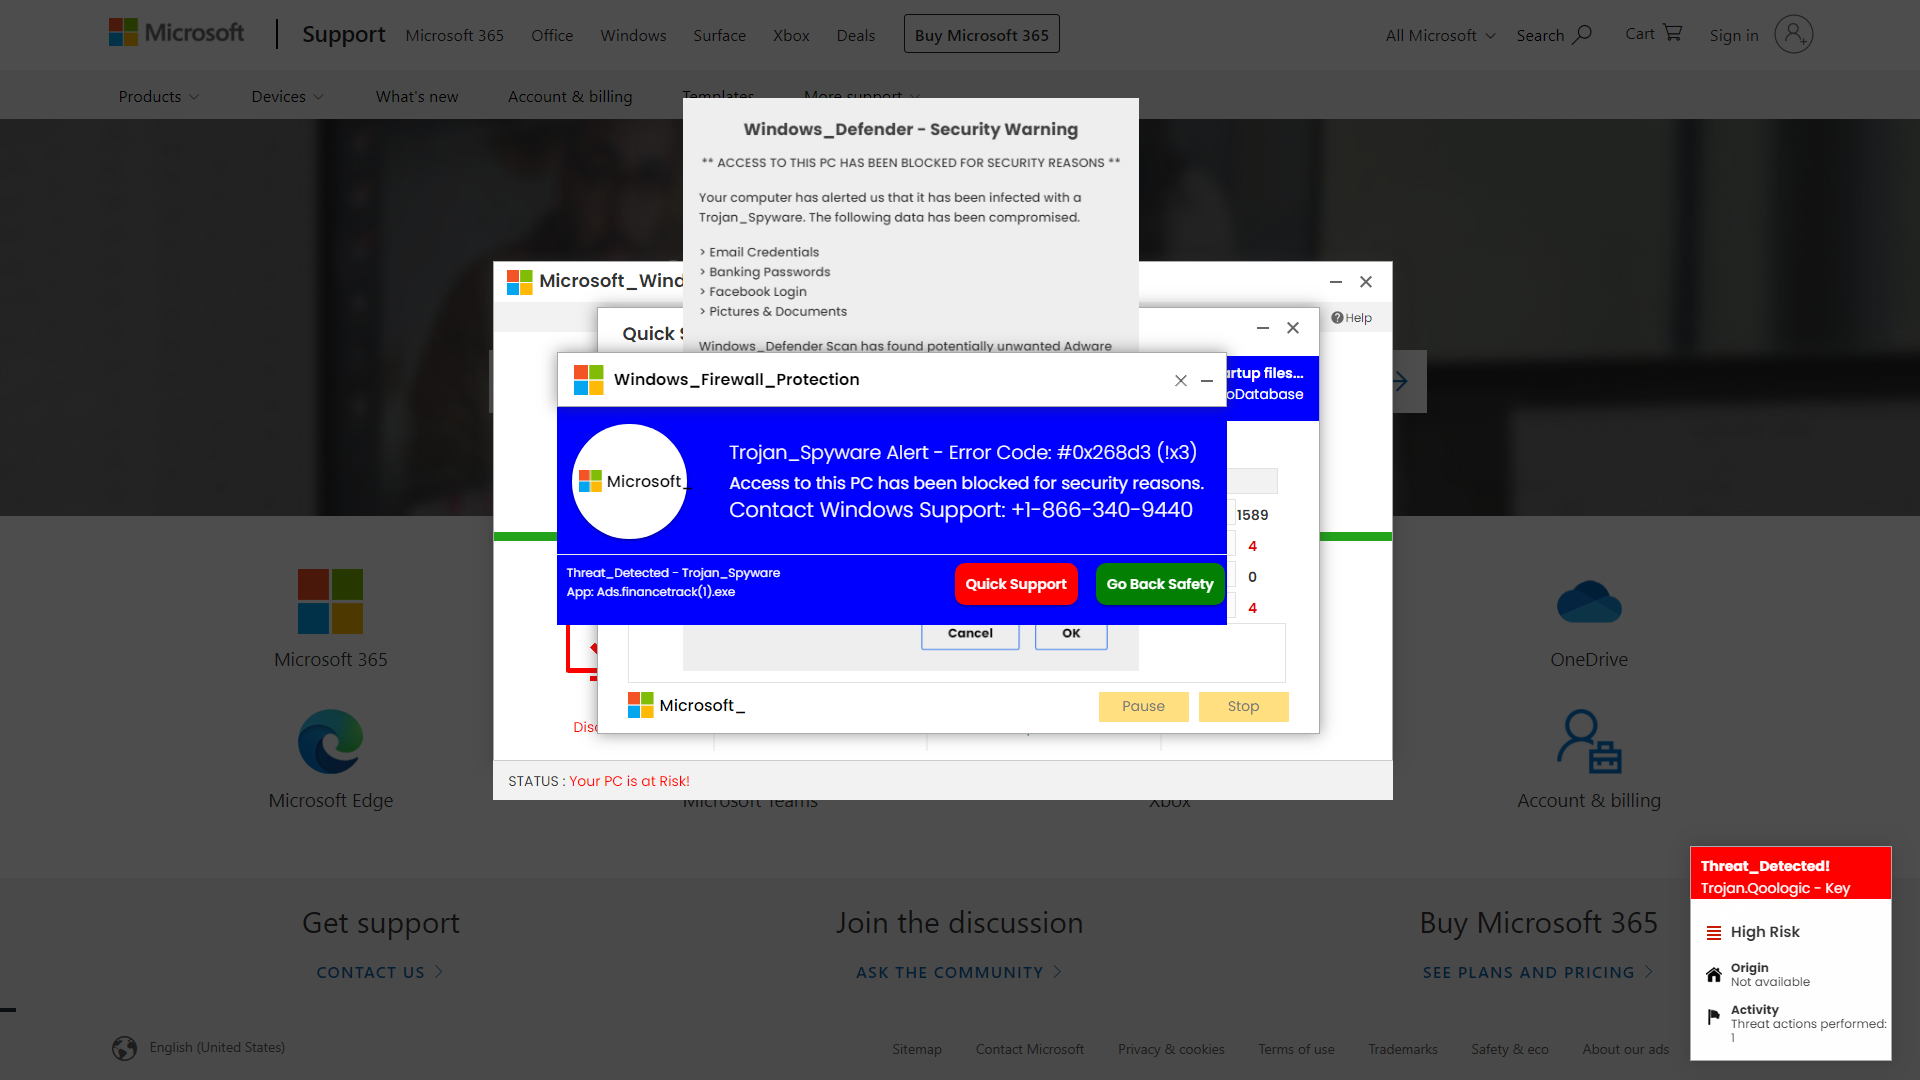 Microsoft
Support
Microsoft 365
Office
Windows
Surface
Xbox
Deals
Buy Microsoft 365
All Microsoft
Search
Cart
Sign in
Products
Devices
What's new
Account & billing
Templates
More support
Windows_Defender - Security Warning
** ACCESS TO THIS PC HAS BEEN BLOCKED FOR SECURITY REASONS **
Your computer has alerted us that it has been infected with a
Trojan_Spyware. The following data has been compromised.
> Email Credentials
> Banking Passwords
> Facebook Login
> Pictures & Documents
Windows_Defender Scan has found potentially unwanted Adware
Microsoft_Wind
Help
Quick
rtup files...
oDatabase
Windows_Firewall_Protection
Microsoft_
Trojan_Spyware Alert - Error Code: #0x268d3 (!x3)
Access to this PC has been blocked for security reasons.
Contact Windows Support: +1-866-340-9440
Threat_Detected - Trojan_Spyware
App: Ads.financetrack(1).exe
Quick Support
Go Back Safety
1589
4
0
4
Cancel
OK
Microsoft_
Pause
Stop
Disc
STATUS : Your PC is at Risk!
Microsoft 365
OneDrive
Microsoft Edge
Microsoft Teams
Xbox
Account & billing
Threat_Detected!
Trojan.Qoologic - Key
High Risk
Origin
Not available
Activity
Threat actions performed:
1
Get support
CONTACT US
Join the discussion
ASK THE COMMUNITY
Buy Microsoft 365
SEE PLANS AND PRICING
English (United States)
Sitemap
Contact Microsoft
Privacy & cookies
Terms of use
Trademarks
Safety & eco
About our ads